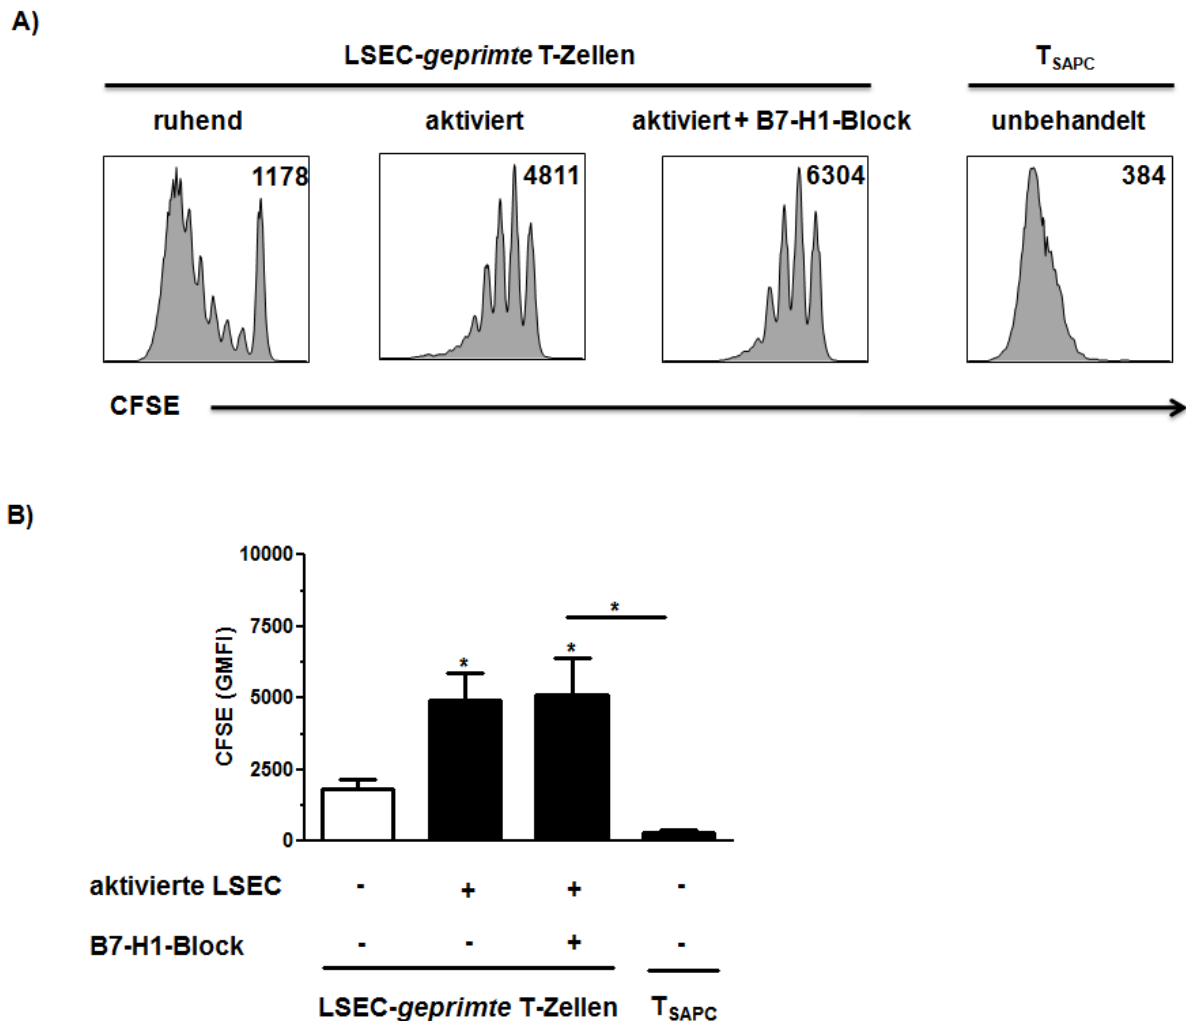 A)
LSEC-geprimte T-Zellen TSAPC
ruhend aktiviert aktiviert + B7-H1-Block unbehandelt
1178 4811 6304 384
CFSE
B)
CFSE (GMFI)
10000
7500
5000
2500
0
* * *
aktivierte LSEC - + + -
B7-H1-Block - - + -
LSEC-geprimte T-Zellen TSAPC